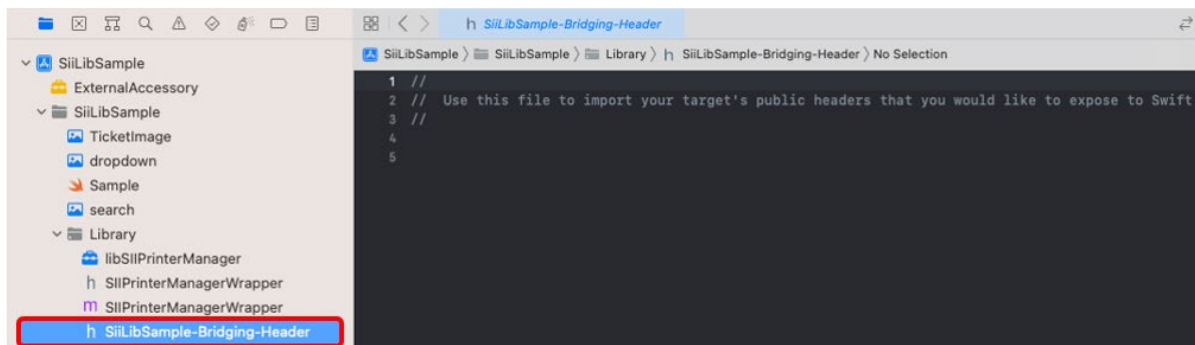 h SiiLibSample-Bridging-Header
SiiLibSample
ExternalAccessory
SiiLibSample
TicketImage
dropdown
Sample
search
Library
libSIIPrinterManager
h SIIPrinterManagerWrapper
m SIIPrinterManagerWrapper
h SiiLibSample-Bridging-Header
SiiLibSample 〉 SiiLibSample 〉 Library 〉 h SiiLibSample-Bridging-Header 〉 No Selection
1 //
2 // Use this file to import your target's public headers that you would like to expose to Swift
3 //
4
5